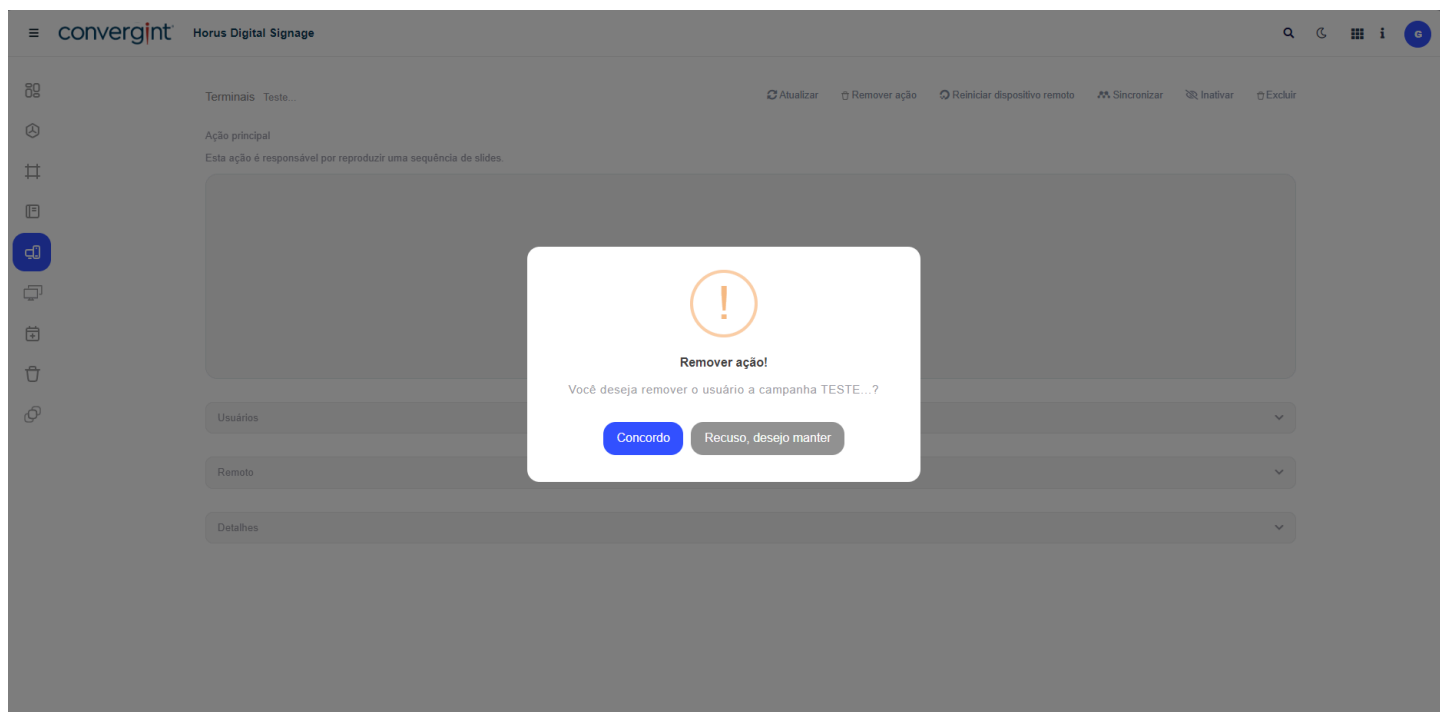 convergint Horus Digital Signage
G
Terminais Teste...
Atualizar Remover ação Reiniciar dispositivo remoto Sincronizar Inativar Excluir
Ação principal
Esta ação é responsável por reproduzir uma sequência de slides.
Remover ação!
Você deseja remover o usuário a campanha TESTE...?
Concordo Recuso, desejo manter
Usuários
Remoto
Detalhes